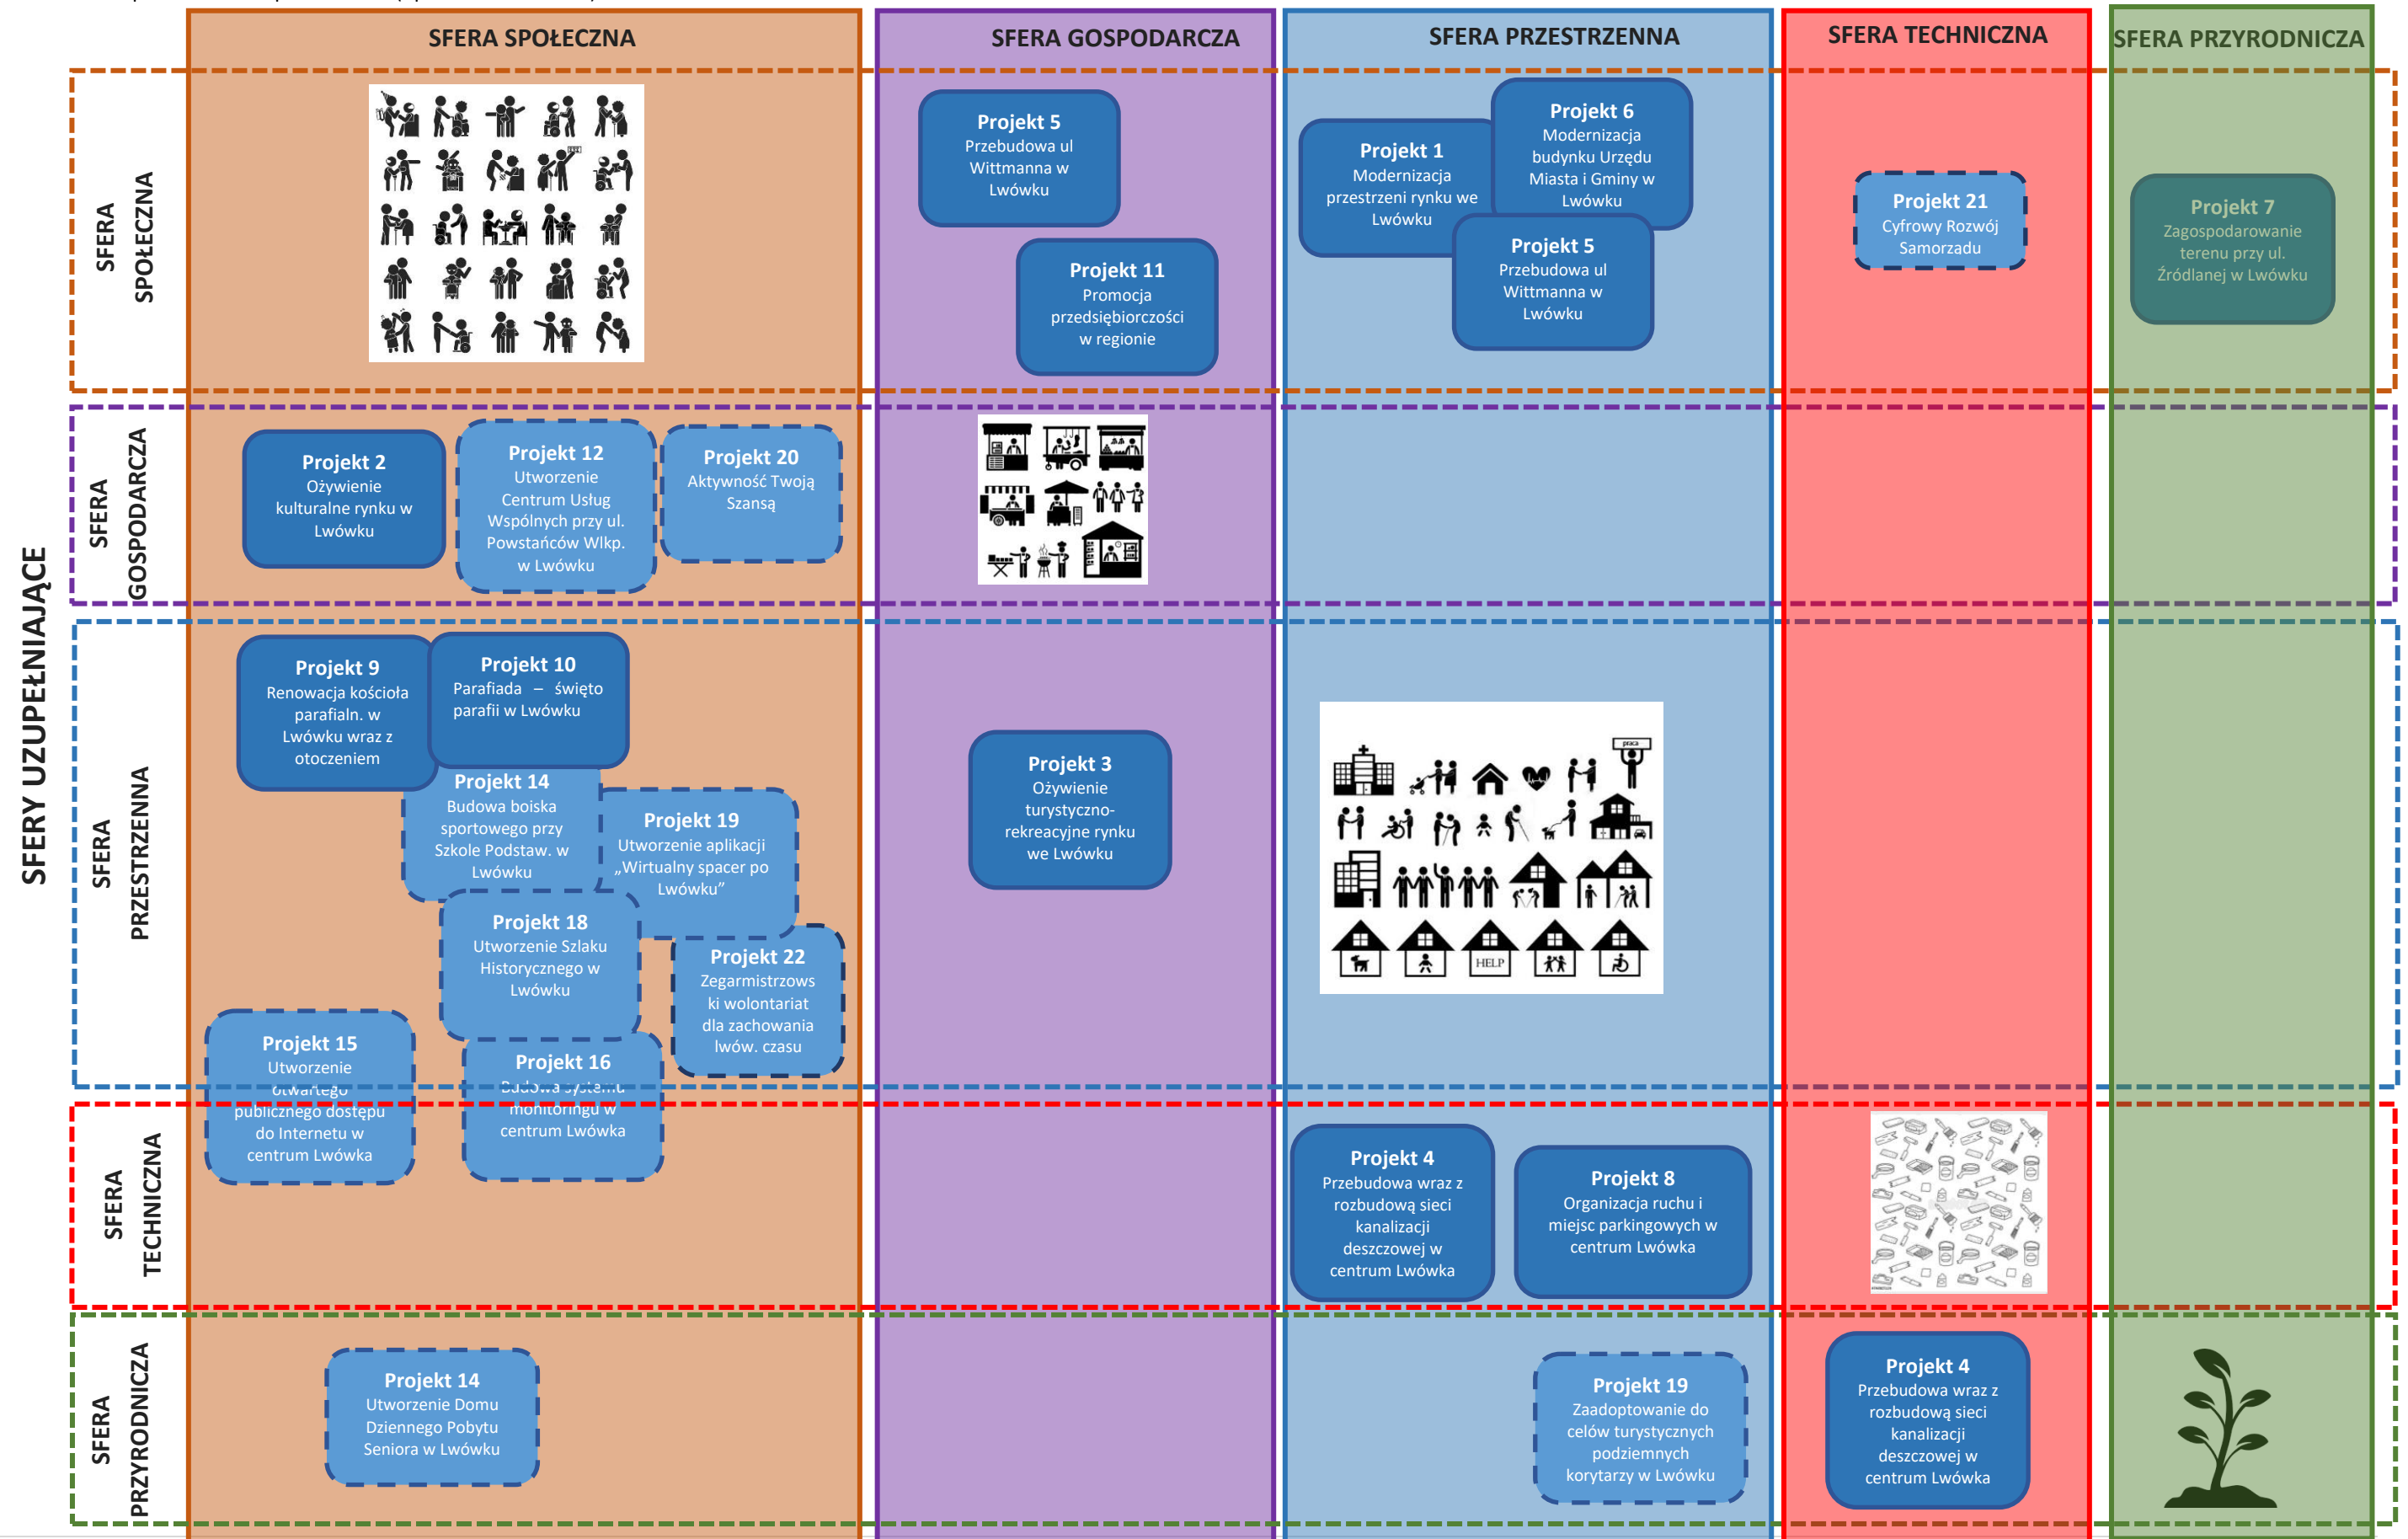 SFERA SPOŁECZNA
SFERA GOSPODARCZA
SFERA PRZESTRZENNA
SFERA TECHNICZNA
SFERA PRZYRODNICZA
SFERY UZUPEŁNIAJĄCE
SFERA
SPOŁECZNA
Projekt 5
Przebudowa ul
Wittmanna w
Lwówku
Projekt 11
Promocja
przedsiębiorczości
w regionie
Projekt 1
Modernizacja
przestrzeni rynku we
Lwówku
Projekt 6
Modernizacja
budynku Urzędu
Miasta i Gminy w
Lwówku
Projekt 5
Przebudowa ul
Wittmanna w
Lwówku
Projekt 21
Cyfrowy Rozwój
Samorzadu
Projekt 7
Zagospodarowanie
terenu przy ul.
Źródlanej w Lwówku
SFERA
GOSPODARCZA
Projekt 2
Ożywienie
kulturalne rynku w
Lwówku
Projekt 12
Utworzenie
Centrum Usług
Wspólnych przy ul.
Powstańców Wlkp.
w Lwówku
Projekt 20
Aktywność Twoją
Szansą
SFERA
PRZESTRZENNA
Projekt 9
Renowacja kościoła
parafialn. w
Lwówku wraz z
otoczeniem
Projekt 10
Parafiada – święto
parafii w Lwówku
Projekt 14
Budowa boiska
sportowego przy
Szkole Podstaw. w
Lwówku
Projekt 19
Utworzenie aplikacji
„Wirtualny spacer po
Lwówku”
Projekt 18
Utworzenie Szlaku
Historycznego w
Lwówku
Projekt 22
Zegarmistrzows
ki wolontariat
dla zachowania
lwów. czasu
Projekt 15
Utworzenie
otwartego
publicznego dostępu
do Internetu w
centrum Lwówka
Projekt 16
Budowa systemu
monitoringu w
centrum Lwówka
Projekt 3
Ożywienie
turystyczno-
rekreacyjne rynku
we Lwówku
praca
HELP
SFERA
TECHNICZNA
Projekt 4
Przebudowa wraz z
rozbudową sieci
kanalizacji
deszczowej w
centrum Lwówka
Projekt 8
Organizacja ruchu i
miejsc parkingowych w
centrum Lwówka
SFERA
PRZYRODNICZA
Projekt 14
Utworzenie Domu
Dziennego Pobytu
Seniora w Lwówku
Projekt 19
Zaadoptowanie do
celów turystycznych
podziemnych
korytarzy w Lwówku
Projekt 4
Przebudowa wraz z
rozbudową sieci
kanalizacji
deszczowej w
centrum Lwówka